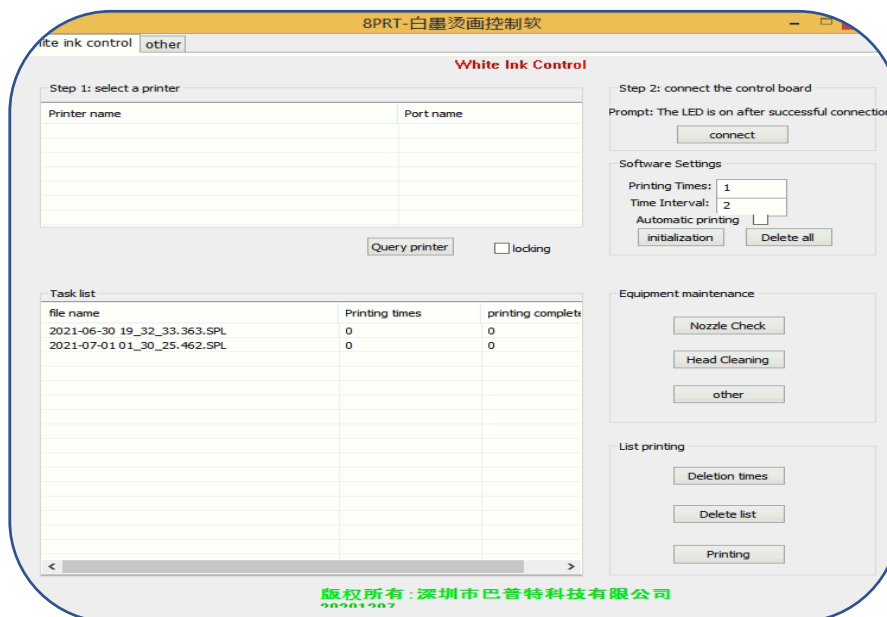 8PRT-白墨烫画控制软
ite ink control
other
White Ink Control
Step 1: select a printer
Printer name
Port name
Query printer
locking
Task list
file name
Printing times
printing complete
2021-06-30 19_32_33.363.SPL
0
0
2021-07-01 01_30_25.462.SPL
0
0
Step 2: connect the control board
Prompt: The LED is on after successful connection
connect
Software Settings
Printing Times:
1
Time Interval:
2
Automatic printing
initialization
Delete all
Equipment maintenance
Nozzle Check
Head Cleaning
other
List printing
Deletion times
Delete list
Printing
版权所有:深圳市巴普特科技有限公司
20201207